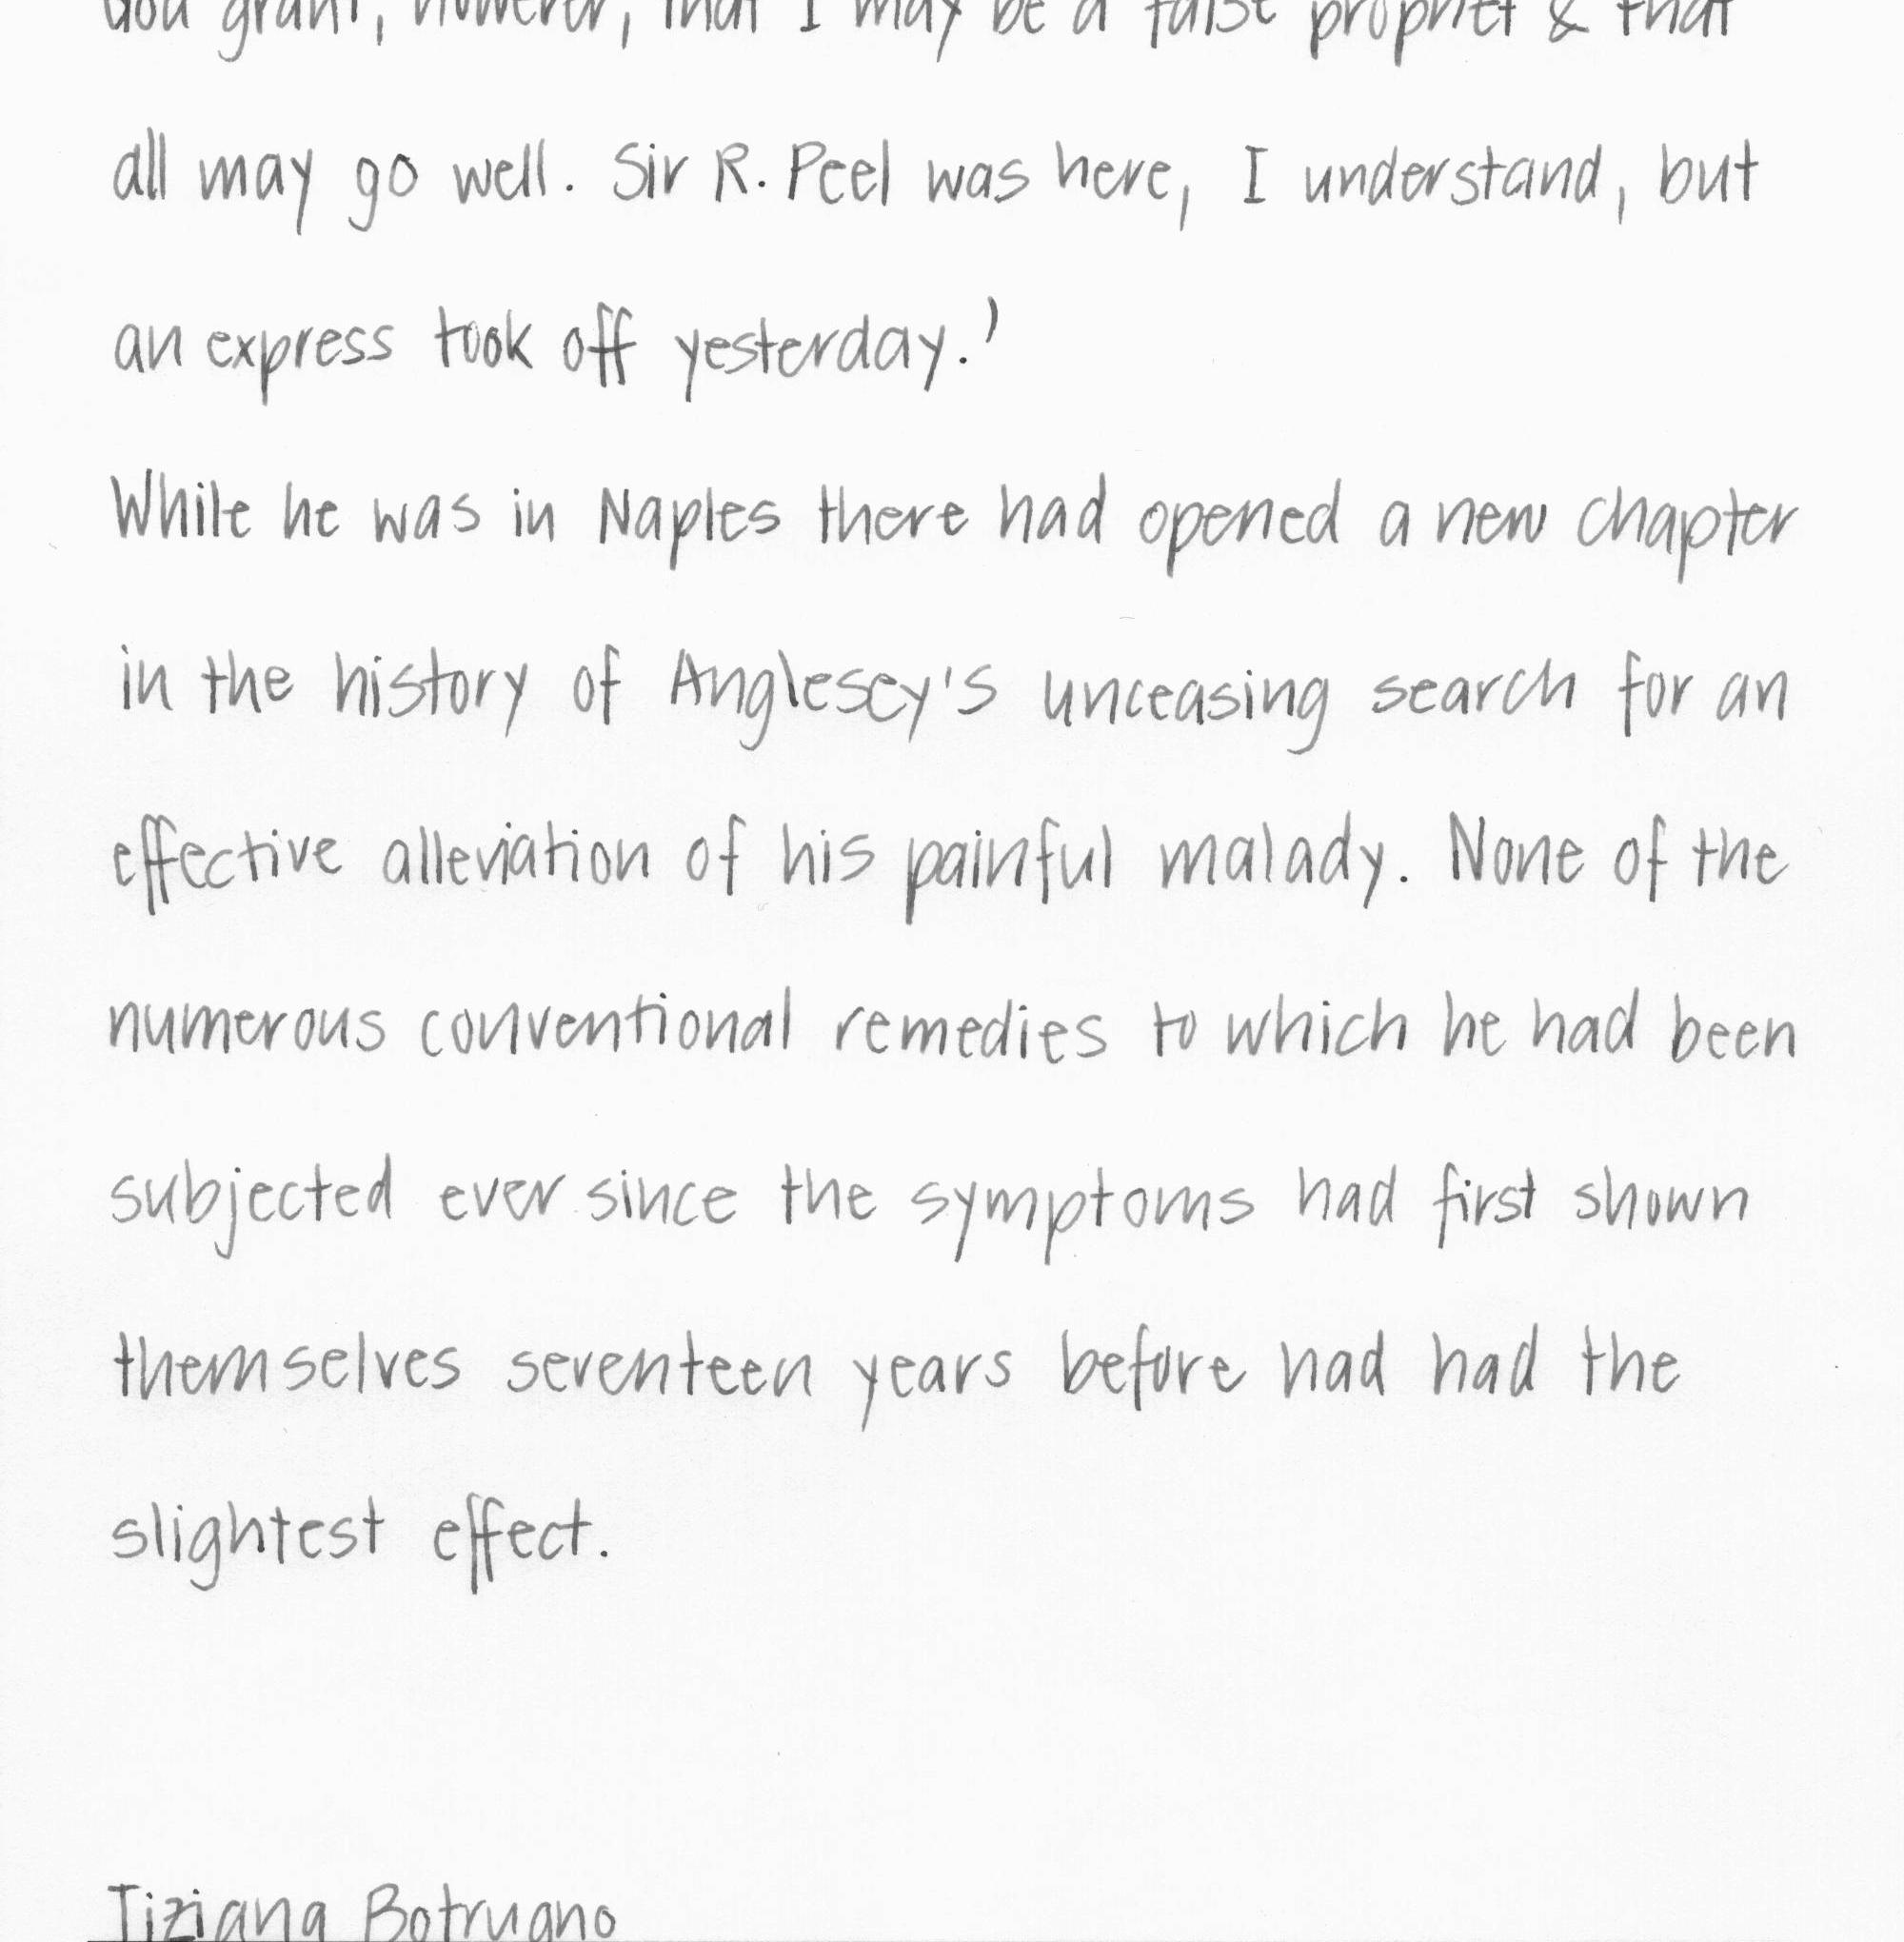 God grant, however, that I may be a false prophet & that
all may go well. Sir R. Peel was here, I understand, but
an express took off yesterday.'
While he was in Naples there had opened a new chapter
in the history of Anglesey's unceasing search for an
effective alleviation of his painful malady. None of the
numerous conventional remedies to which he had been
subjected ever since the symptoms had first shown
themselves seventeen years before had had the
slightest effect.
Tiziana Botrugno